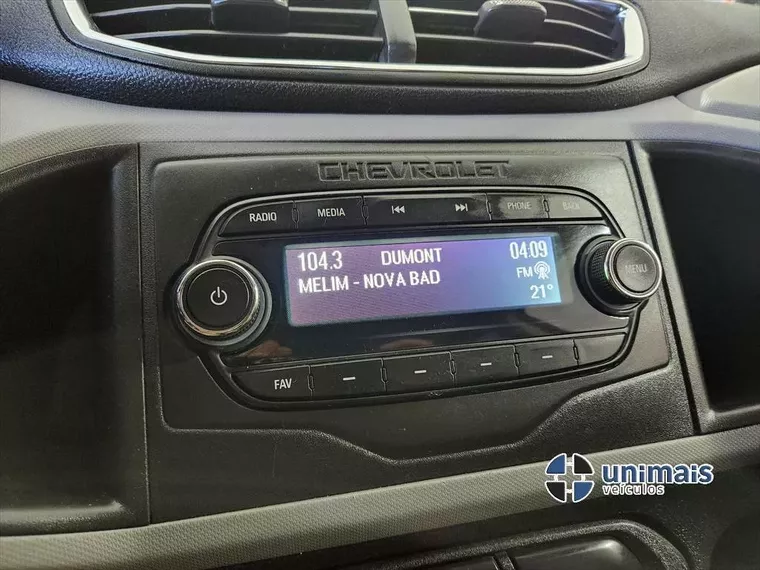 CHEVROLET
RADIO MEDIA PHONE BACK
104.3 DUMONT 04:09
MELIM - NOVA BAD FM
21°
MENU
FAV
unimais
veículos